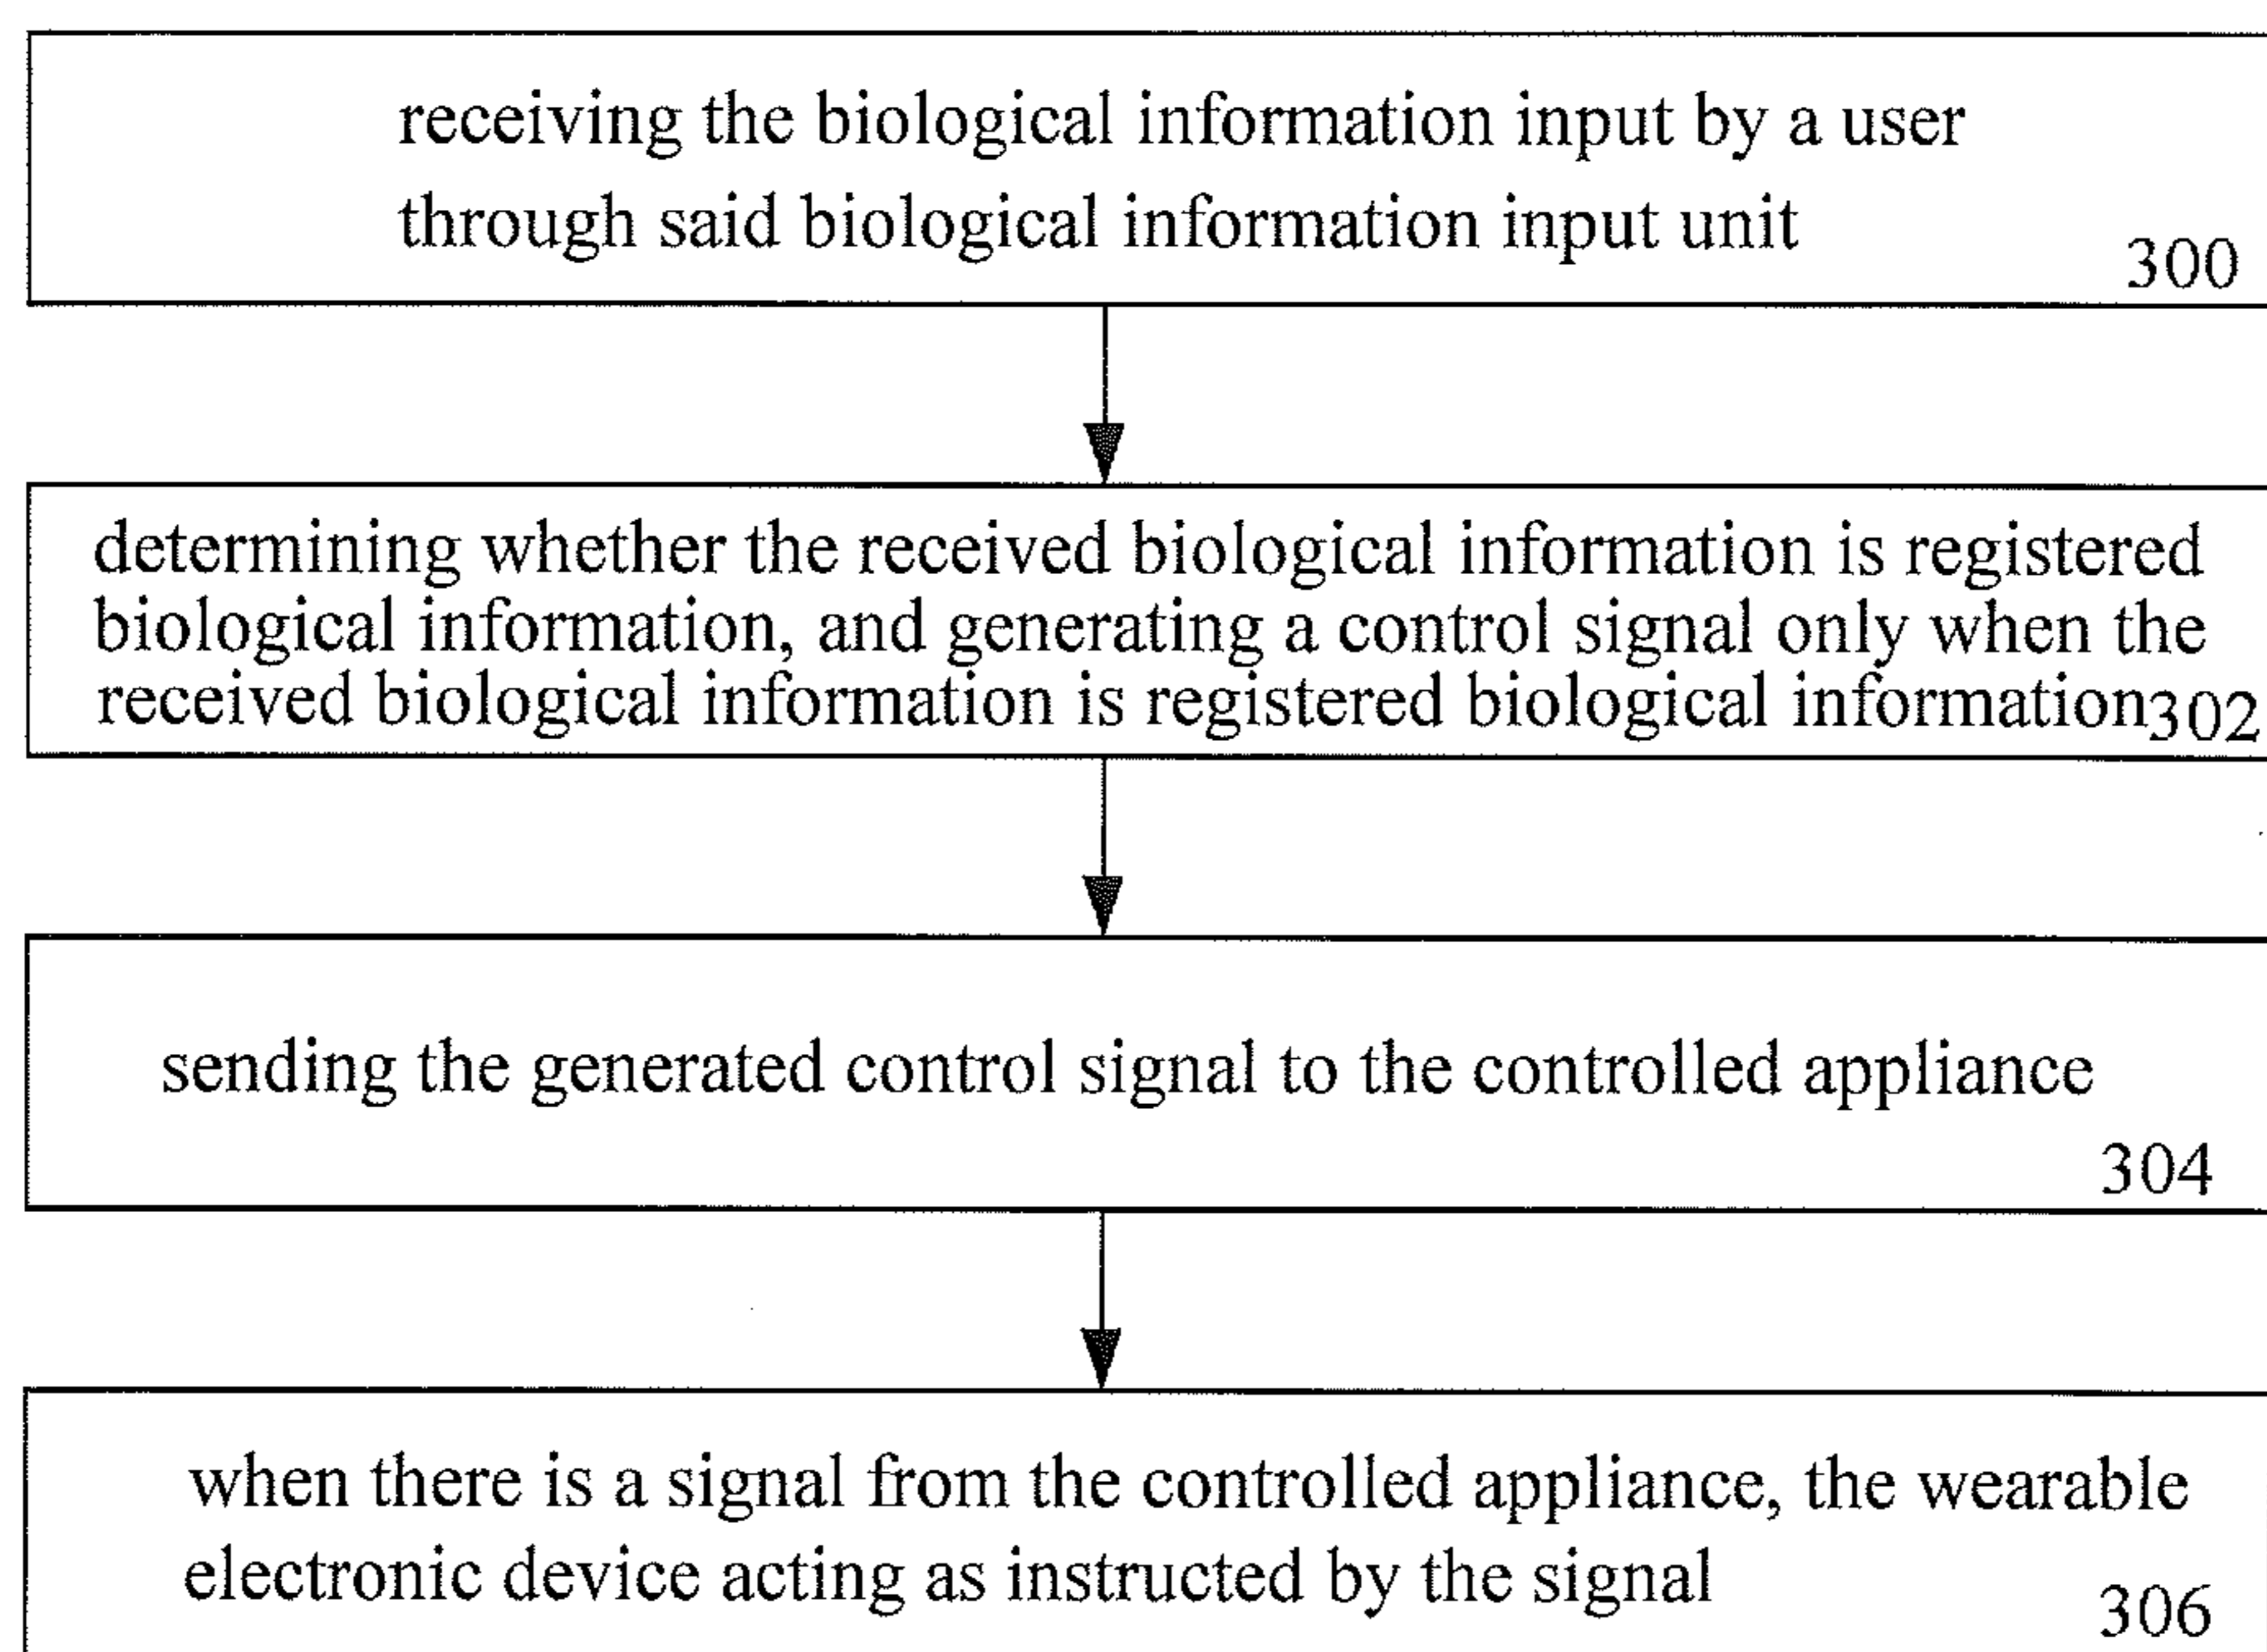 receiving the biological information input by a user
through said biological information input unit
300
determining whether the received biological information is registered
biological information, and generating a control signal only when the
received biological information is registered biological information302
sending the generated control signal to the controlled appliance
304
when there is a signal from the controlled appliance, the wearable
electronic device acting as instructed by the signal
306